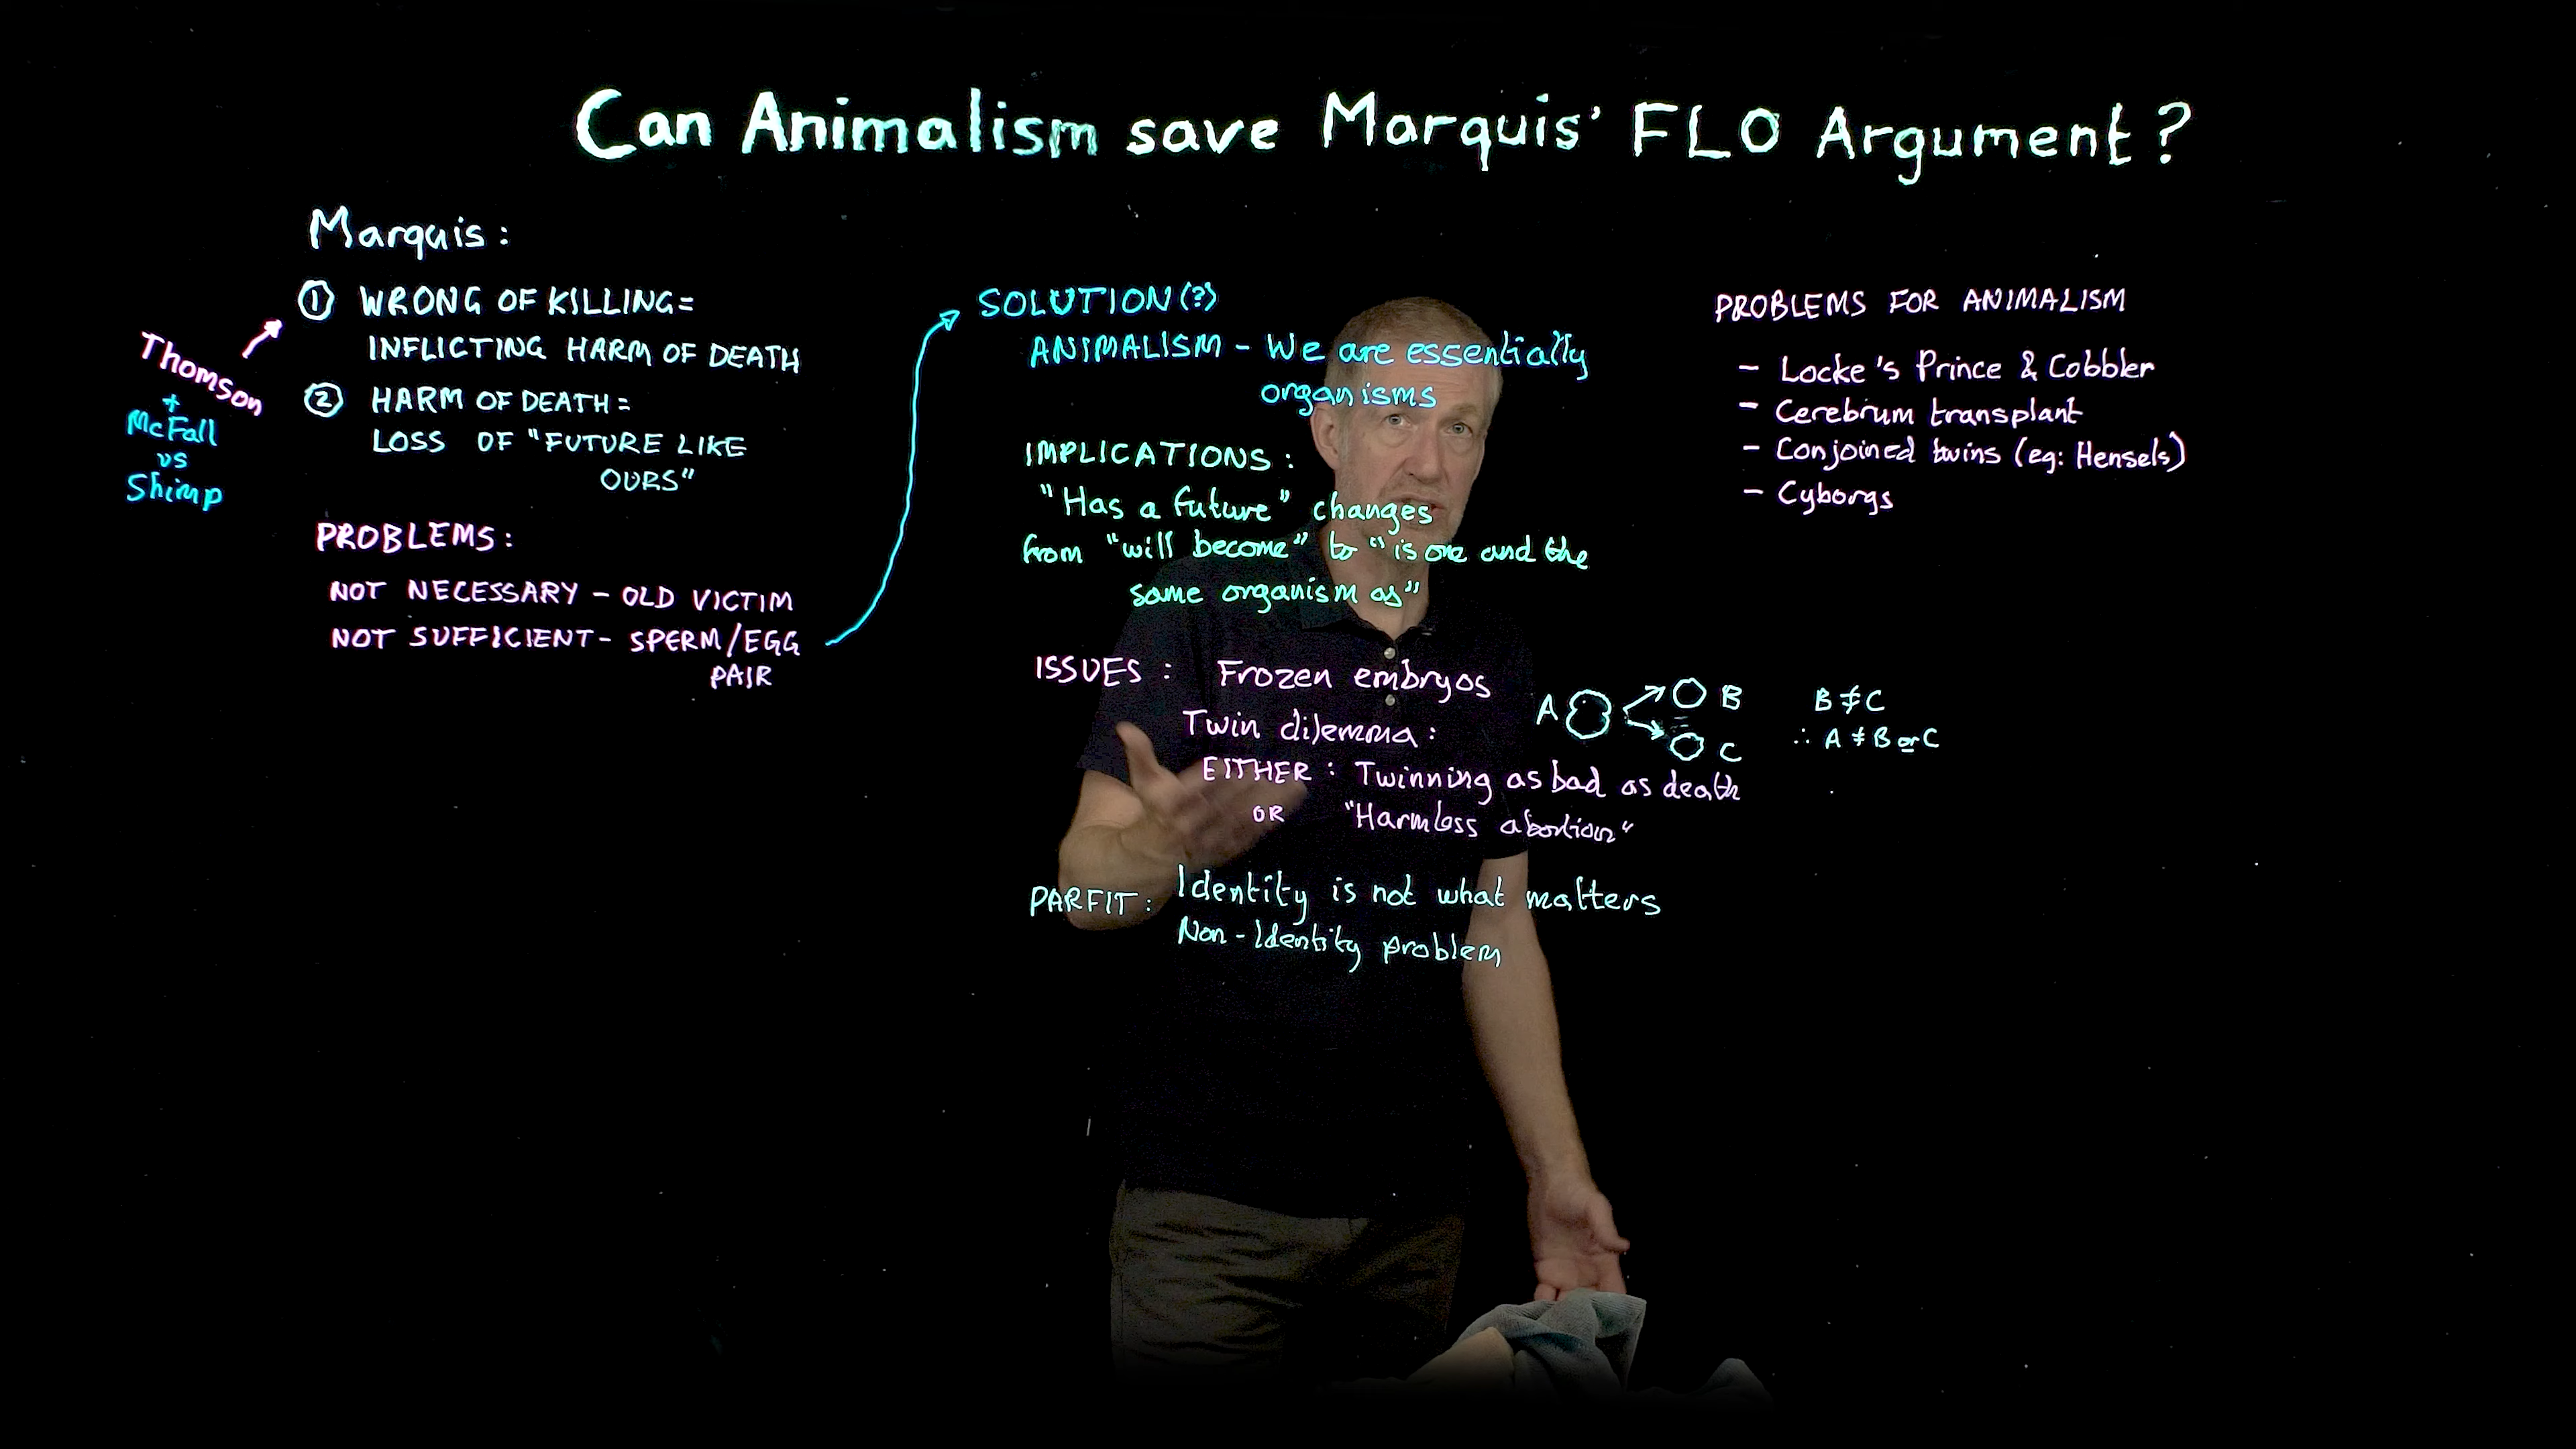 Can Animalism save Marquis' FLO Argument?
Marquis:
① WRONG OF KILLING =
INFLICTING HARM OF DEATH
② HARM OF DEATH =
LOSS OF "FUTURE LIKE
OURS"
Thomson
+
McFall
vs
Shimp
PROBLEMS:
NOT NECESSARY - OLD VICTIM
NOT SUFFICIENT - SPERM/EGG
PAIR
SOLUTION(?)
ANIMALISM - We are essentially
organisms
IMPLICATIONS:
"Has a future" changes
from "will become" to "is one and the
same organism as"
ISSUES: Frozen embryos
Twin dilemma:
EITHER: Twinning as bad as death
OR "Harmless abortion"
A
B
C
B ≠ C
∴ A ≠ B or C
PARFIT: Identity is not what matters
Non-Identity problem
PROBLEMS FOR ANIMALISM
- Locke's Prince & Cobbler
- Cerebrum transplant
- Conjoined twins (eg: Hensels)
- Cyborgs